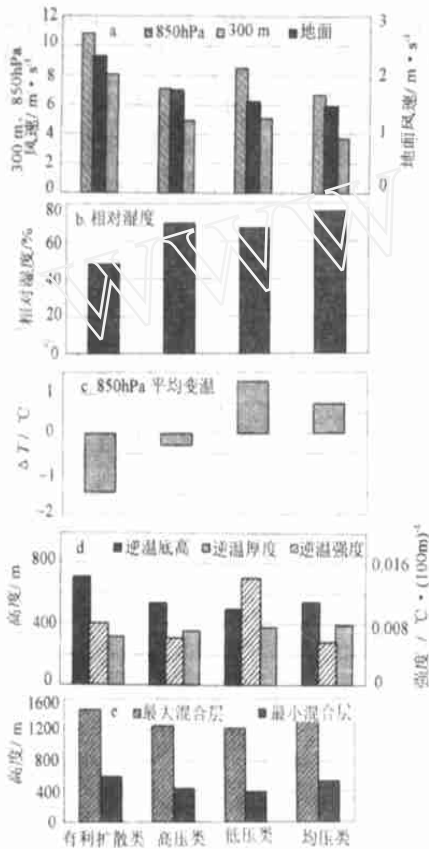 a 850hPa 300 m 地面
300 m、850hPa
风速/m·s⁻¹
12
10
8
6
4
2
0
地面风速/m·s⁻¹
3
2
1
0
b. 相对湿度
相对湿度/%
80
60
40
20
0
WWW
c 850hPa 平均变温
ΔT/℃
1
0
-1
-2
d 逆温底高 逆温厚度 逆温强度
高度/m
800
400
0
强度/℃·(100m)⁻¹
0.016
0.008
0
e 最大混合层 最小混合层
高度/m
1600
1200
800
400
0
有利扩散类 高压类 低压类 均压类